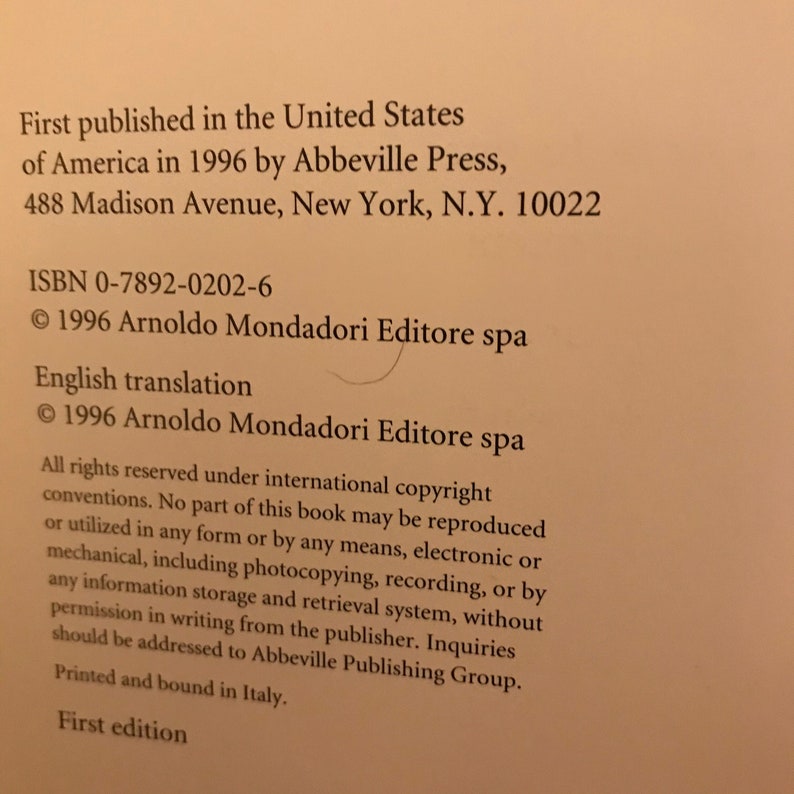 First published in the United States
of America in 1996 by Abbeville Press,
488 Madison Avenue, New York, N.Y. 10022
ISBN 0-7892-0202-6
© 1996 Arnoldo Mondadori Editore spa
English translation
© 1996 Arnoldo Mondadori Editore spa
All rights reserved under international copyright
conventions. No part of this book may be reproduced
or utilized in any form or by any means, electronic or
mechanical, including photocopying, recording, or by
any information storage and retrieval system, without
permission in writing from the publisher. Inquiries
should be addressed to Abbeville Publishing Group.
Printed and bound in Italy.
First edition